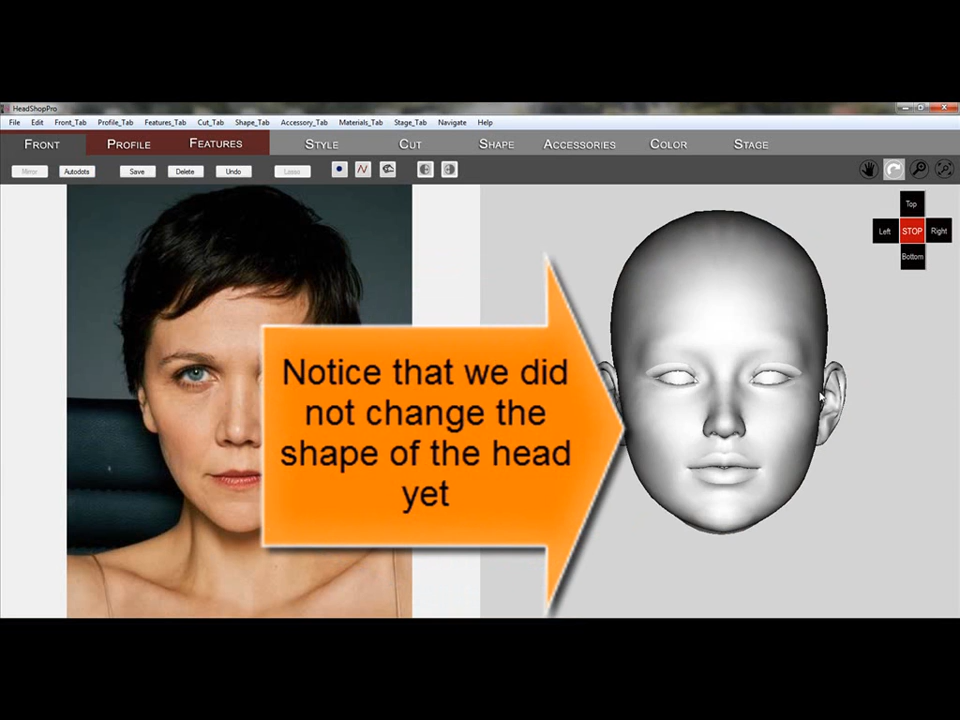 HeadShopPro
File Edit Front_Tab Profile_Tab Features_Tab Cut_Tab Shape_Tab Accessory_Tab Materials_Tab Stage_Tab Navigate Help
FRONT PROFILE FEATURES STYLE CUT SHAPE ACCESSORIES COLOR STAGE
Mirror Autodots Save Delete Undo Lasso
Top
Left STOP Right
Bottom
Notice that we did
not change the
shape of the head
yet